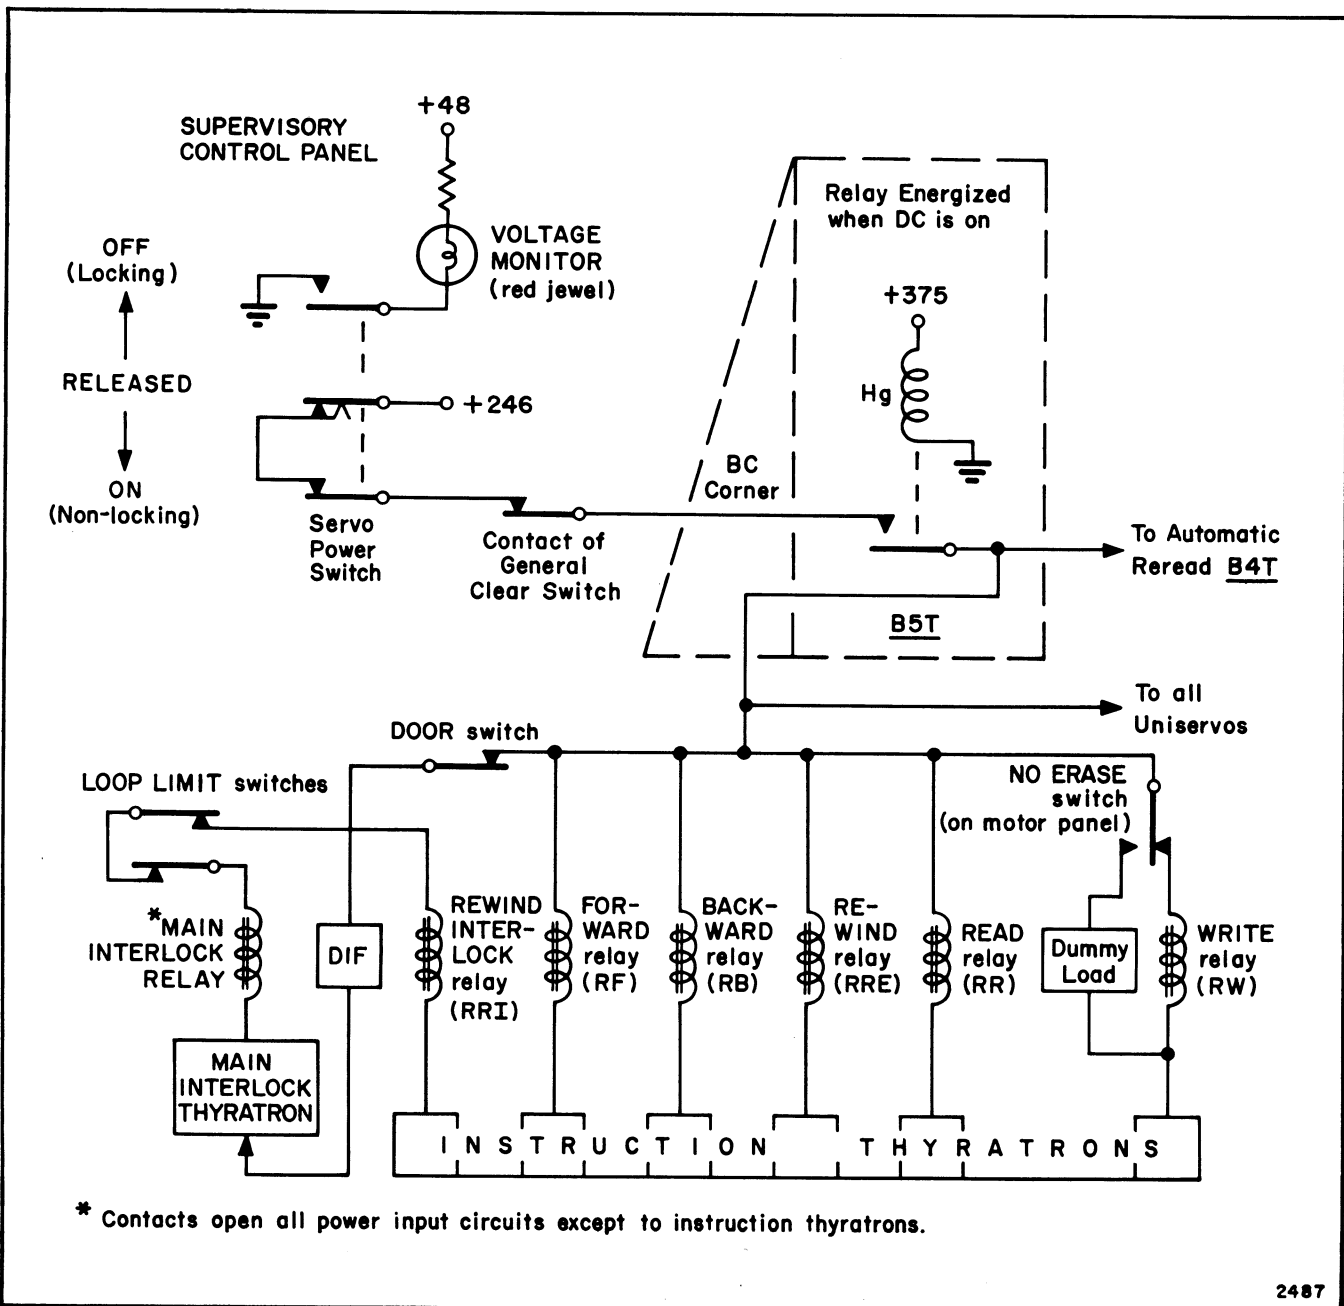 +48
SUPERVISORY
CONTROL PANEL
VOLTAGE
MONITOR
(red jewel)
OFF
(Locking)
RELEASED
ON
(Non-locking)
+246
Servo
Power
Switch
Contact of
General
Clear Switch
BC
Corner
Relay Energized
when DC is on
+375
Hg
B5T
To Automatic
Reread B4T
To all
Uniservos
DOOR switch
LOOP LIMIT switches
NO ERASE
switch
(on motor panel)
*MAIN
INTERLOCK
RELAY
DIF
REWIND
INTER-
LOCK
relay
(RRI)
FOR-
WARD
relay
(RF)
BACK-
WARD
relay
(RB)
RE-
WIND
relay
(RRE)
READ
relay
(RR)
Dummy
Load
WRITE
relay
(RW)
MAIN
INTERLOCK
THYRATRON
INSTRUCTION THYRATRONS
* Contacts open all power input circuits except to instruction thyratrons.
2487